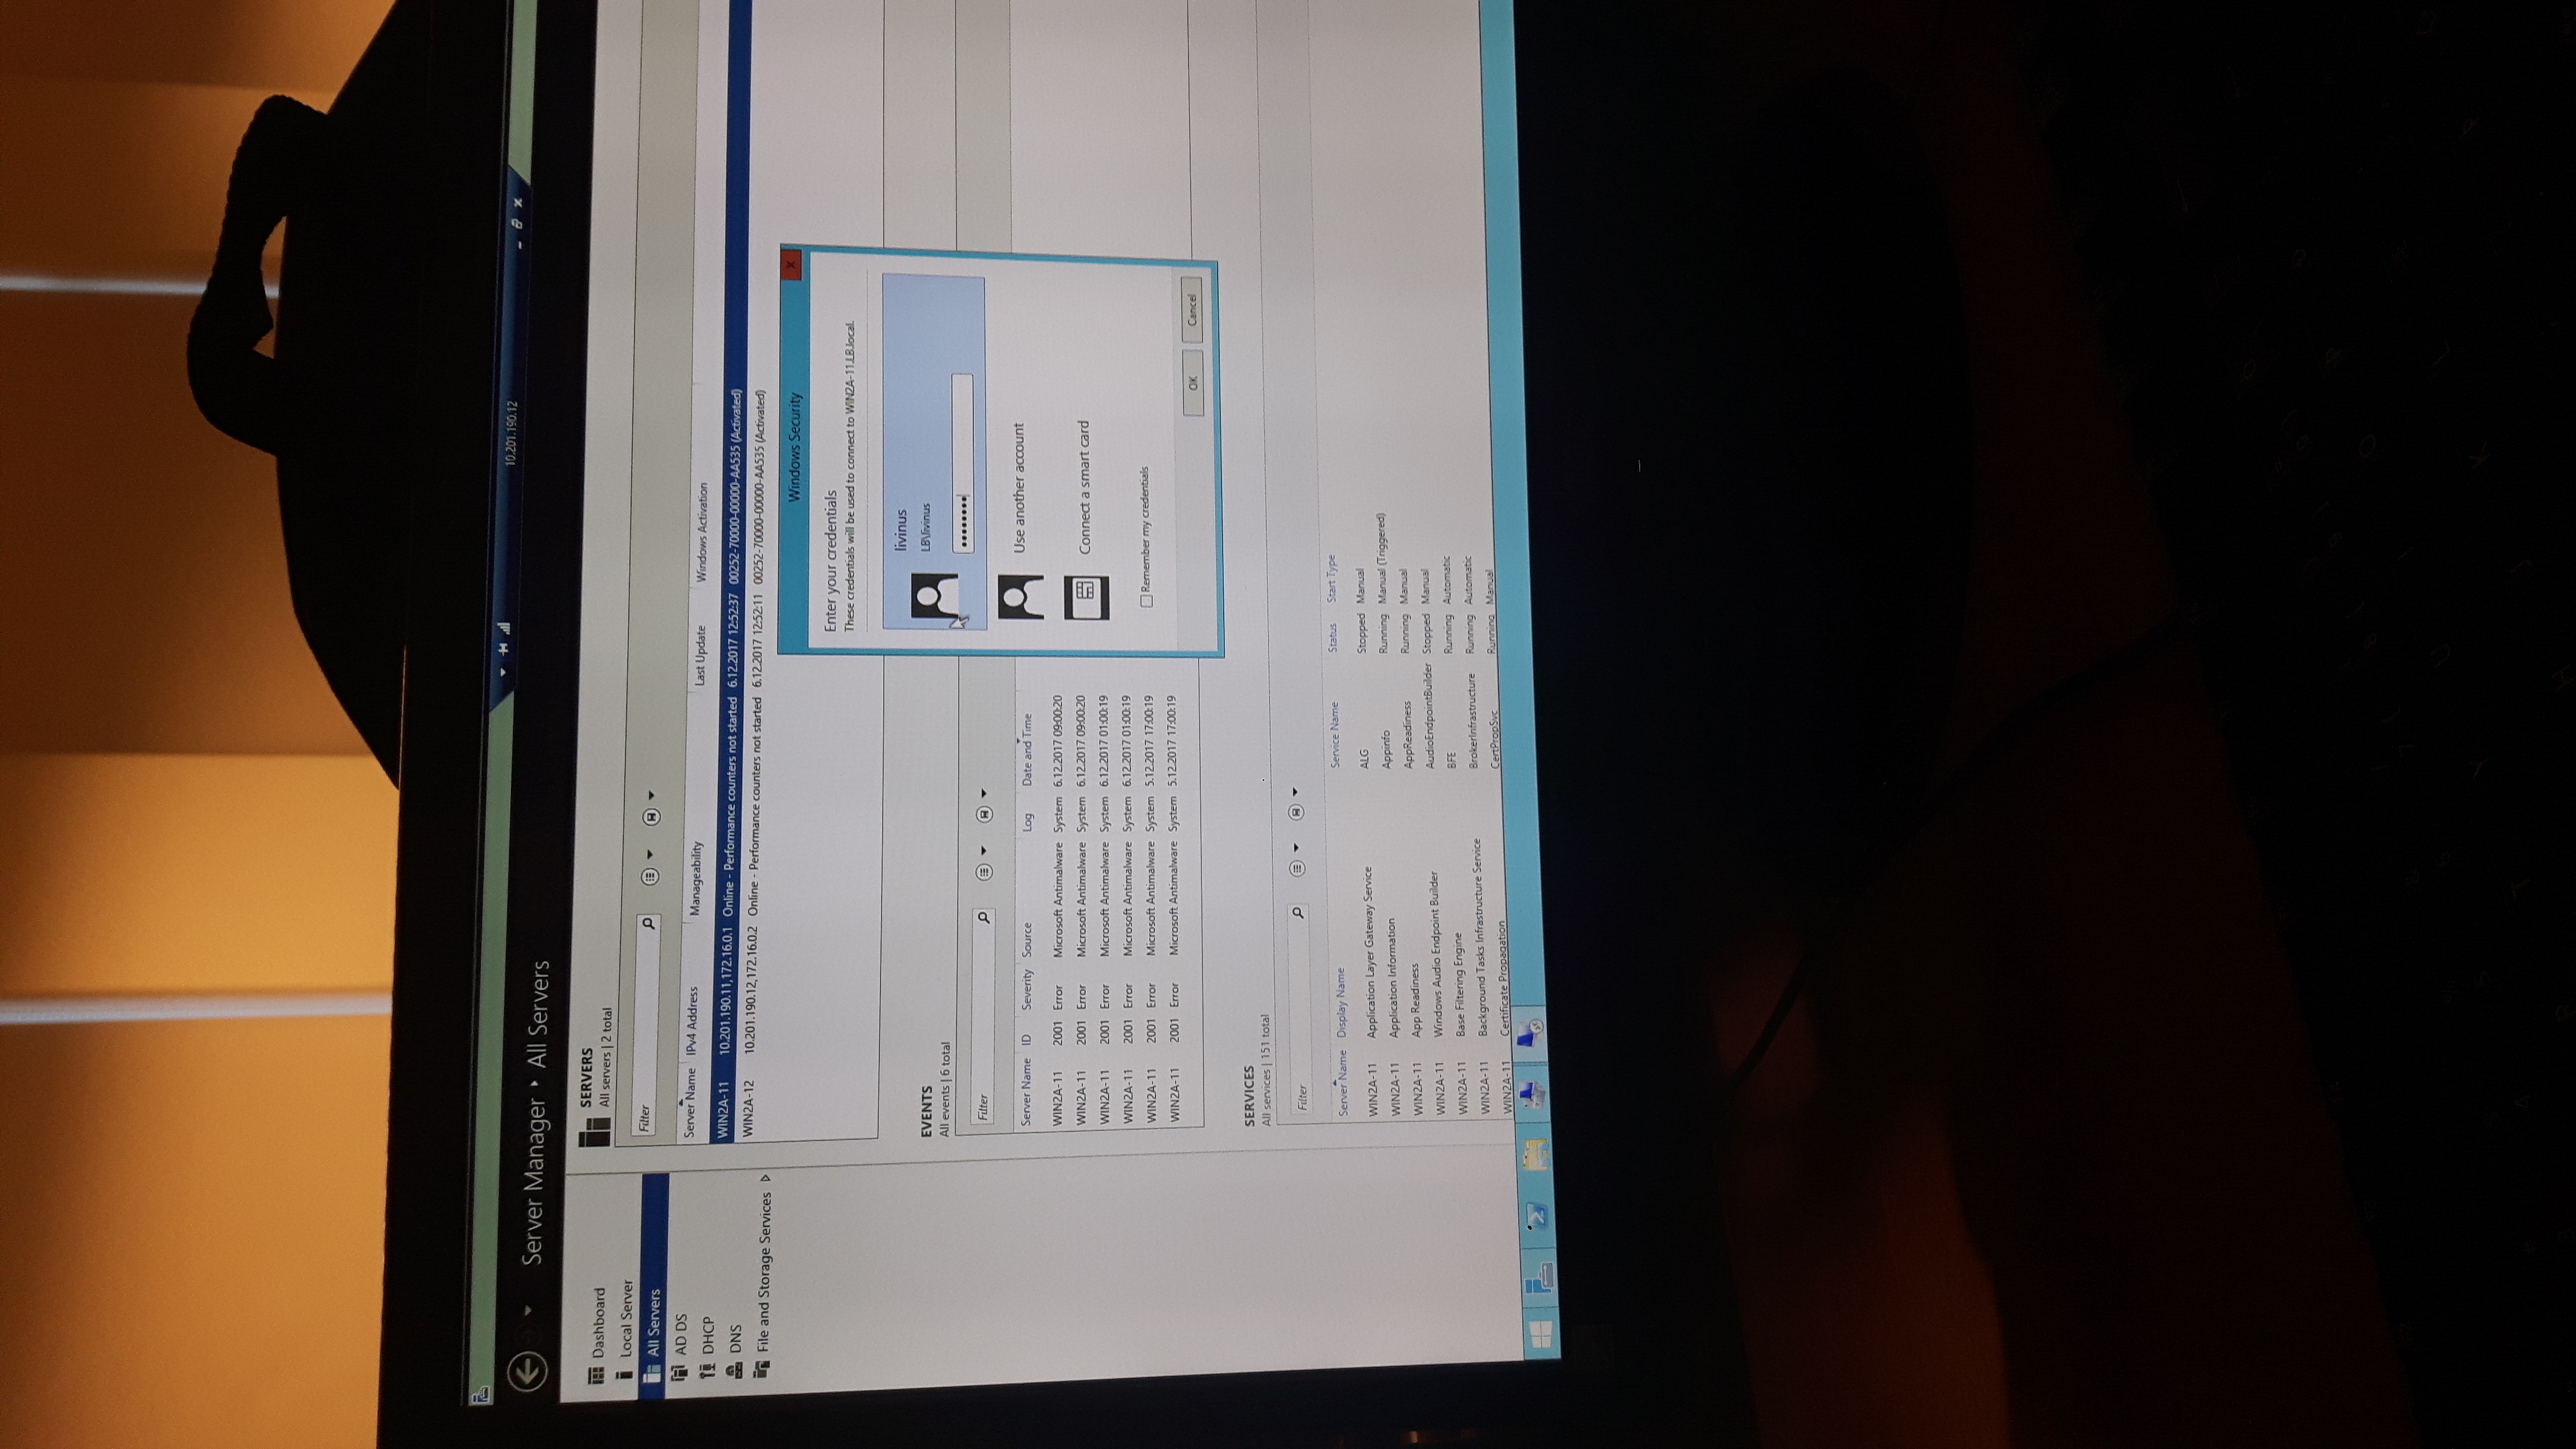 10.201.190.12
Server Manager ‣ All Servers
Dashboard
Local Server
All Servers
AD DS
DHCP
DNS
File and Storage Services
SERVERS
All servers | 2 total
Filter
Server Name IPv4 Address Manageability Last Update Windows Activation
WIN2A-11 10.201.190.11,172.16.0.1 Online - Performance counters not started 6.12.2017 12:52:37 00252-70000-00000-AA535 (Activated)
WIN2A-12 10.201.190.12,172.16.0.2 Online - Performance counters not started 6.12.2017 12:52:11 00252-70000-00000-AA535 (Activated)
Windows Security
x
Enter your credentials
These credentials will be used to connect to WIN2A-11.LB.local.
livinus
LB\livinus
Use another account
Connect a smart card
Remember my credentials
OK Cancel
EVENTS
All events | 6 total
Filter
Server Name ID Severity Source Log Date and Time
WIN2A-11 2001 Error Microsoft Antimalware System 6.12.2017 09:00:20
WIN2A-11 2001 Error Microsoft Antimalware System 6.12.2017 09:00:20
WIN2A-11 2001 Error Microsoft Antimalware System 6.12.2017 01:00:19
WIN2A-11 2001 Error Microsoft Antimalware System 6.12.2017 01:00:19
WIN2A-11 2001 Error Microsoft Antimalware System 5.12.2017 17:00:19
WIN2A-11 2001 Error Microsoft Antimalware System 5.12.2017 17:00:19
SERVICES
All services | 151 total
Filter
Server Name Display Name Service Name Status Start Type
WIN2A-11 Application Layer Gateway Service ALG Stopped Manual
WIN2A-11 Application Information Appinfo Running Manual (Triggered)
WIN2A-11 App Readiness AppReadiness Running Manual
WIN2A-11 Windows Audio Endpoint Builder AudioEndpointBuilder Stopped Manual
WIN2A-11 Base Filtering Engine BFE Running Automatic
WIN2A-11 Background Tasks Infrastructure Service BrokerInfrastructure Running Automatic
WIN2A-11 Certificate Propagation CertPropSvc Running Manual